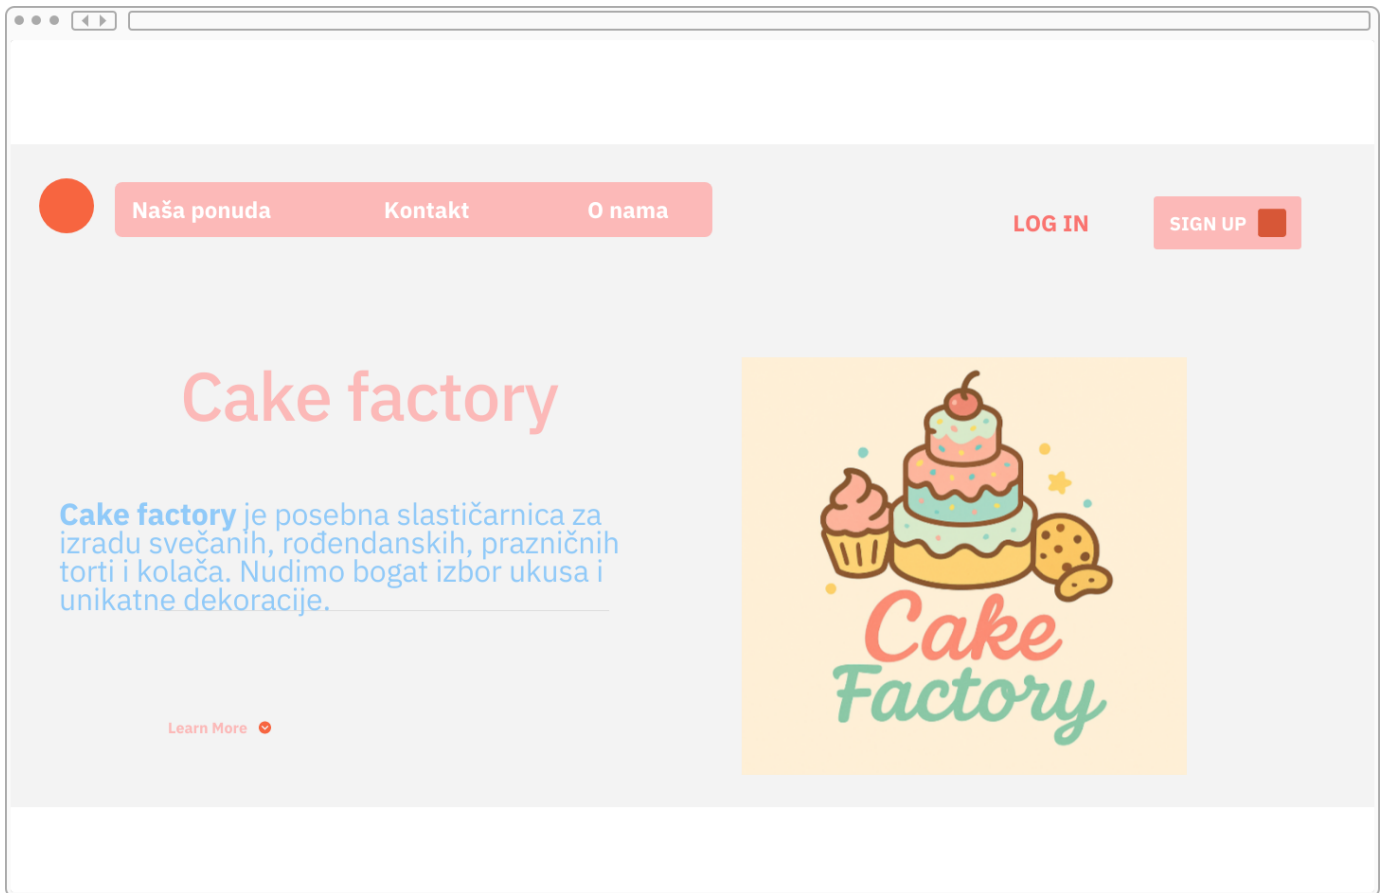 Naša ponuda
Kontakt
O nama
LOG IN
SIGN UP
Cake factory
Cake factory je posebna slastičarnica za
izradu svečanih, rođendanskih, prazničnih
torti i kolača. Nudimo bogat izbor ukusa i
unikatne dekoracije.
Learn More
Cake
Factory